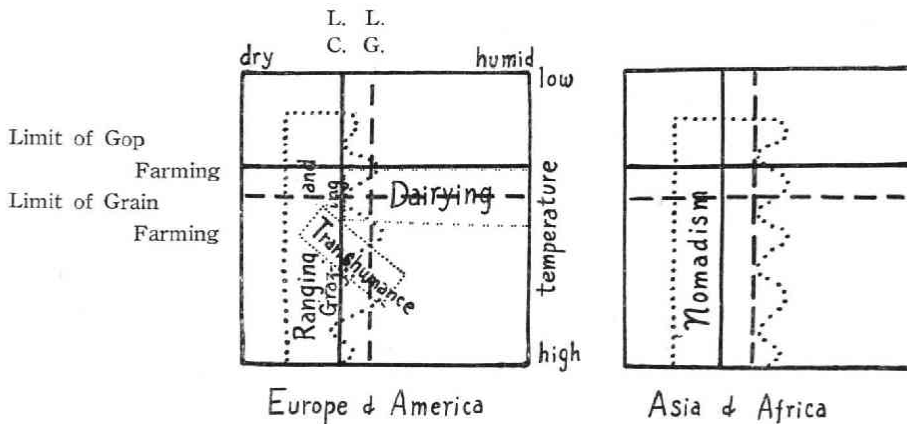 L. L.
C. G.
dry humid
low
Limit of Gop
Farming
Limit of Grain
Farming
Ranging and
Grazing
Transhumance
Dairying
temperature
high
Nomadism
Europe & America
Asia & Africa